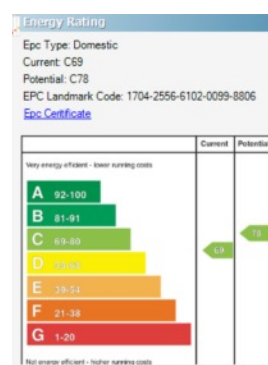 Energy Rating
Epc Type: Domestic
Current: C69
Potential: C78
EPC Landmark Code: 1704-2556-6102-0099-8806
Epc Certificate
Current Potential
Very energy efficient - lower running costs
A 92-100
B 81-91
C 69-80
78
69
D
E 39-54
F 21-38
G 1-20
Not energy efficient - higher running costs